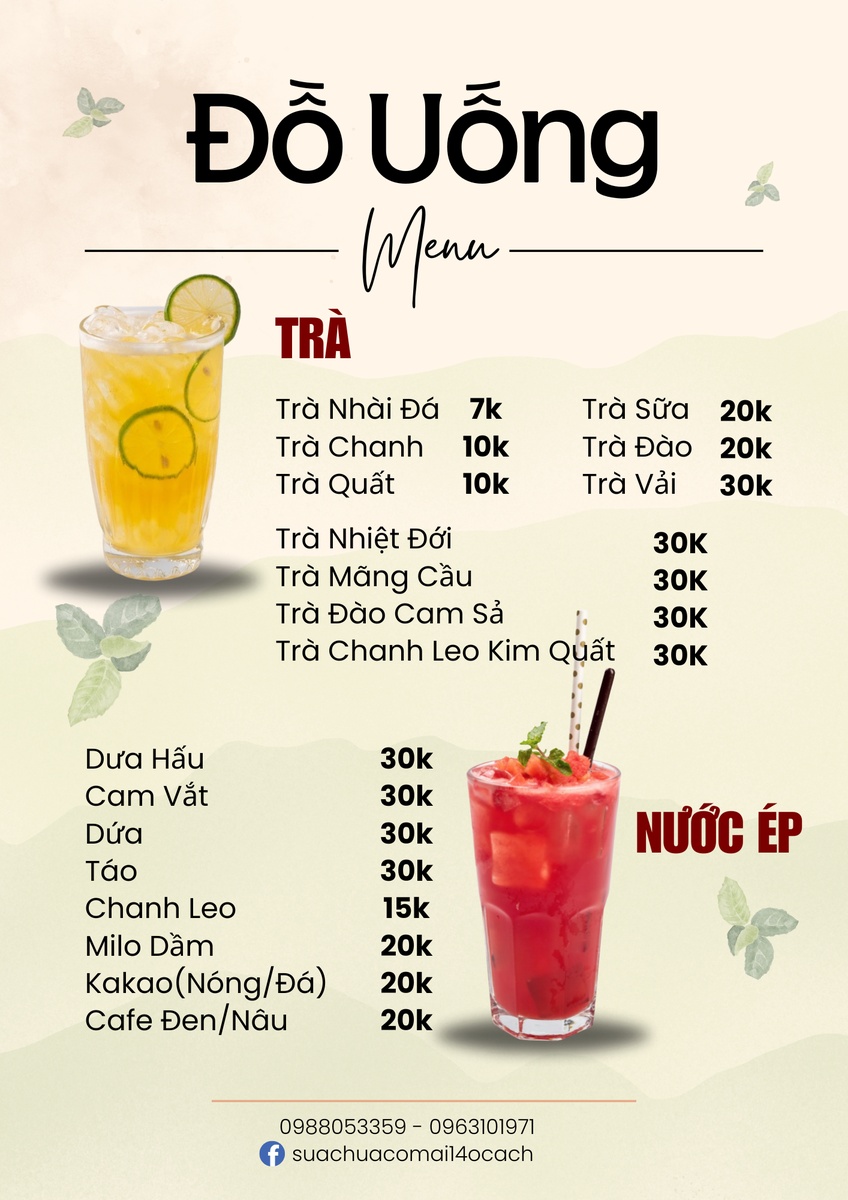 Đồ Uống
Menu
TRÀ
Trà Nhài Đá 7k
Trà Chanh 10k
Trà Quất 10k
Trà Sữa 20k
Trà Đào 20k
Trà Vải 30k
Trà Nhiệt Đới 30K
Trà Mãng Cầu 30K
Trà Đào Cam Sả 30K
Trà Chanh Leo Kim Quất 30K
NƯỚC ÉP
Dưa Hấu 30k
Cam Vắt 30k
Dứa 30k
Táo 30k
Chanh Leo 15k
Milo Dầm 20k
Kakao(Nóng/Đá) 20k
Cafe Đen/Nâu 20k
0988053359 - 0963101971
suachuacomai14ocach